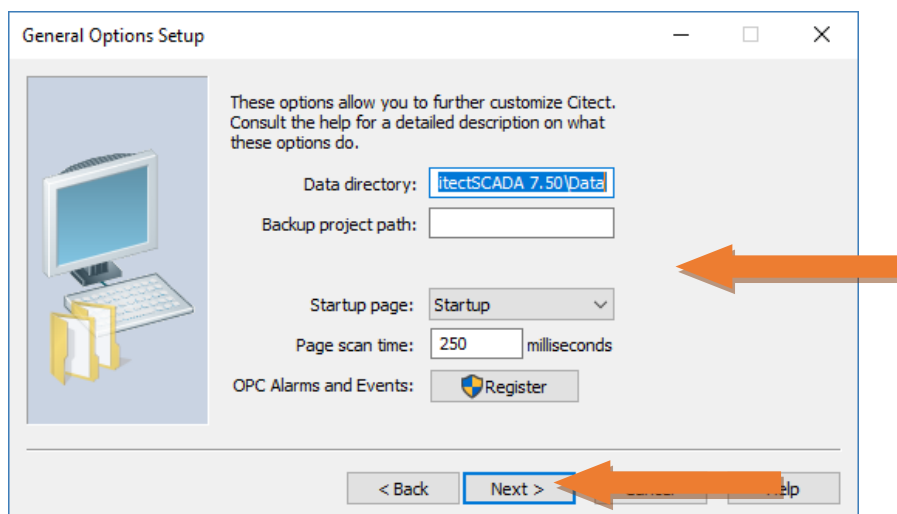 General Options Setup
These options allow you to further customize Citect.
Consult the help for a detailed description on what
these options do.
Data directory: itectSCADA 7.50\Data
Backup project path:
Startup page: Startup
Page scan time: 250 milliseconds
OPC Alarms and Events: Register
< Back Next >